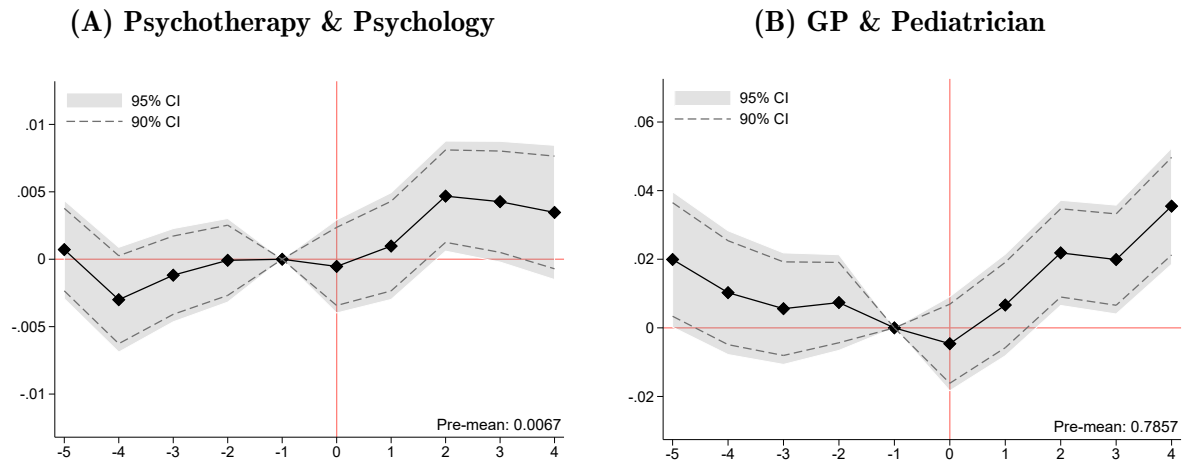 (A) Psychotherapy & Psychology
95% CI
90% CI
.01
.005
0
-.005
-.01
Pre-mean: 0.0067
-5 -4 -3 -2 -1 0 1 2 3 4
(B) GP & Pediatrician
95% CI
90% CI
.06
.04
.02
0
-.02
Pre-mean: 0.7857
-5 -4 -3 -2 -1 0 1 2 3 4